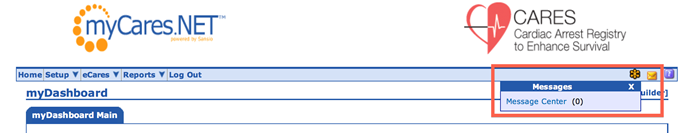 myCares.NET™
powered by Sansio
CARES
Cardiac Arrest Registry
to Enhance Survival
Home Setup ▼ eCares ▼ Reports ▼ Log Out
?
Messages X
myDashboard
uilder]
Message Center (0)
myDashboard Main